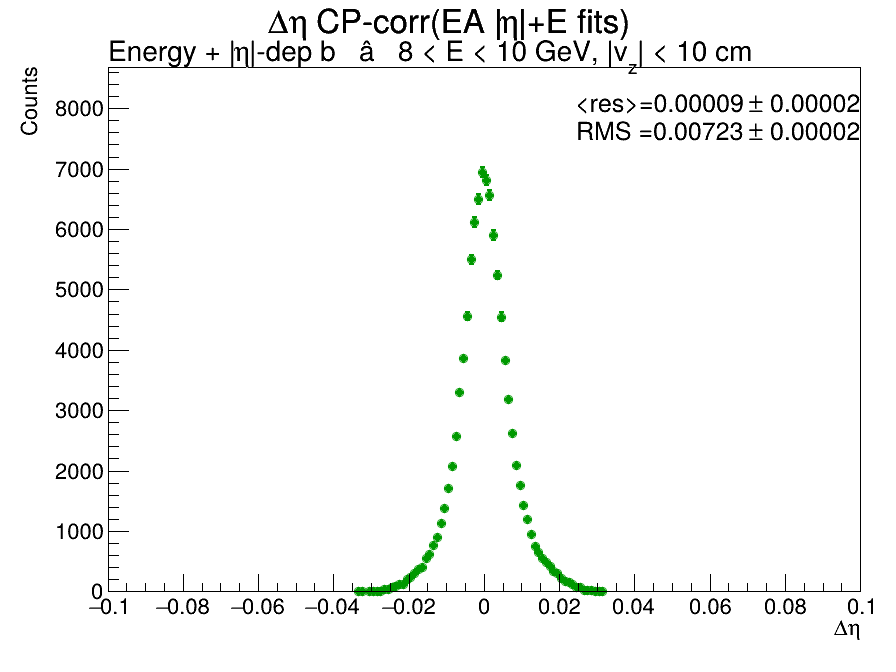 Δη CP-corr(EA |η|+E fits)
Energy + |η|-dep b â 8 < E < 10 GeV, |v_z| < 10 cm
Counts
<res>=0.00009 ± 0.00002
RMS =0.00723 ± 0.00002
8000
7000
6000
5000
4000
3000
2000
1000
0
−0.1 −0.08 −0.06 −0.04 −0.02 0 0.02 0.04 0.06 0.08 0.1
Δη